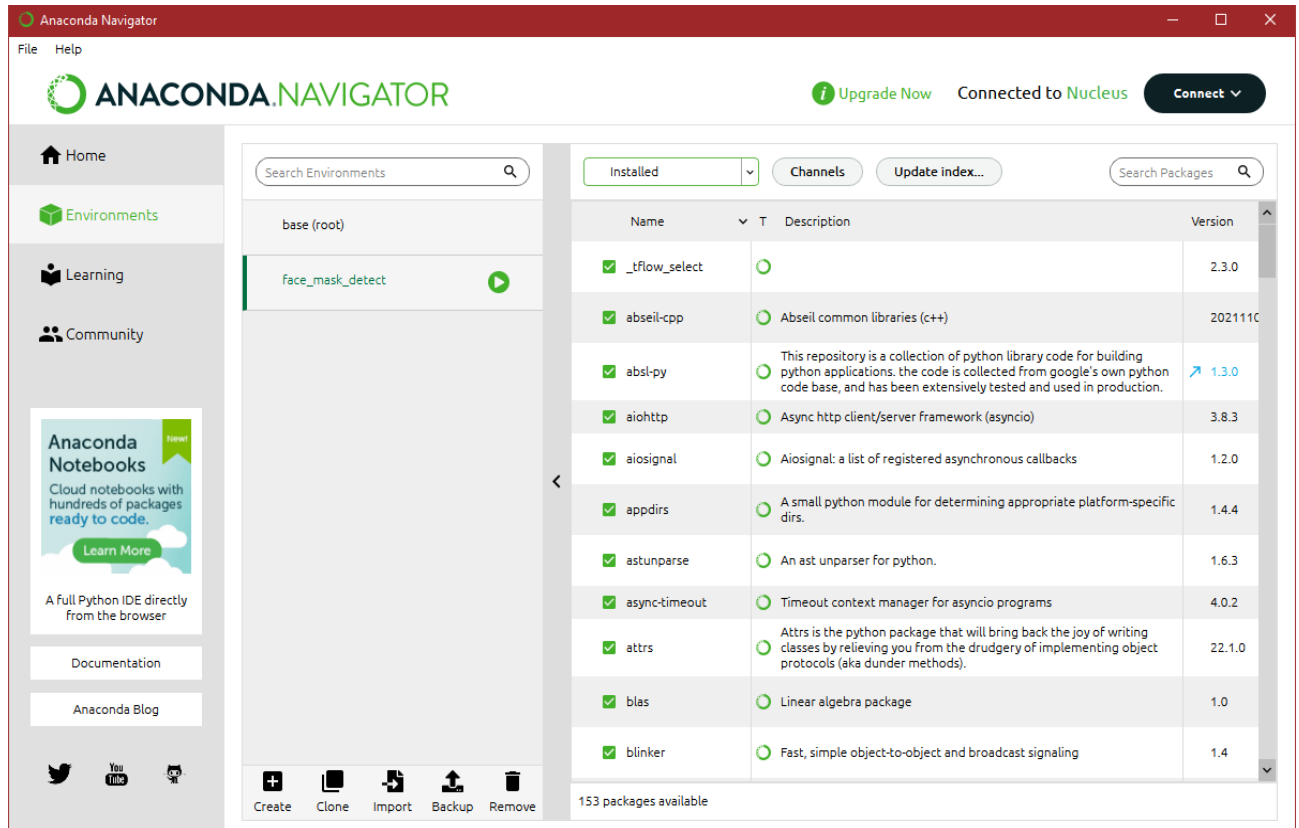 Anaconda Navigator
File Help
ANACONDA.NAVIGATOR
i Upgrade Now Connected to Nucleus Connect
Home
Environments
Learning
Community
Anaconda Notebooks
New!
Cloud notebooks with
hundreds of packages
ready to code.
Learn More
A full Python IDE directly
from the browser
Documentation
Anaconda Blog
You
Tube
Search Environments
base (root)
face_mask_detect
Create Clone Import Backup Remove
Installed Channels Update index... Search Packages
Name T Description Version
_tflow_select 2.3.0
abseil-cpp Abseil common libraries (c++) 2021110
This repository is a collection of python library code for building
absl-py python applications. the code is collected from google's own python 1.3.0
code base, and has been extensively tested and used in production.
aiohttp Async http client/server framework (asyncio) 3.8.3
aiosignal Aiosignal: a list of registered asynchronous callbacks 1.2.0
appdirs A small python module for determining appropriate platform-specific 1.4.4
dirs.
astunparse An ast unparser for python. 1.6.3
async-timeout Timeout context manager for asyncio programs 4.0.2
Attrs is the python package that will bring back the joy of writing
attrs classes by relieving you from the drudgery of implementing object 22.1.0
protocols (aka dunder methods).
blas Linear algebra package 1.0
blinker Fast, simple object-to-object and broadcast signaling 1.4
153 packages available